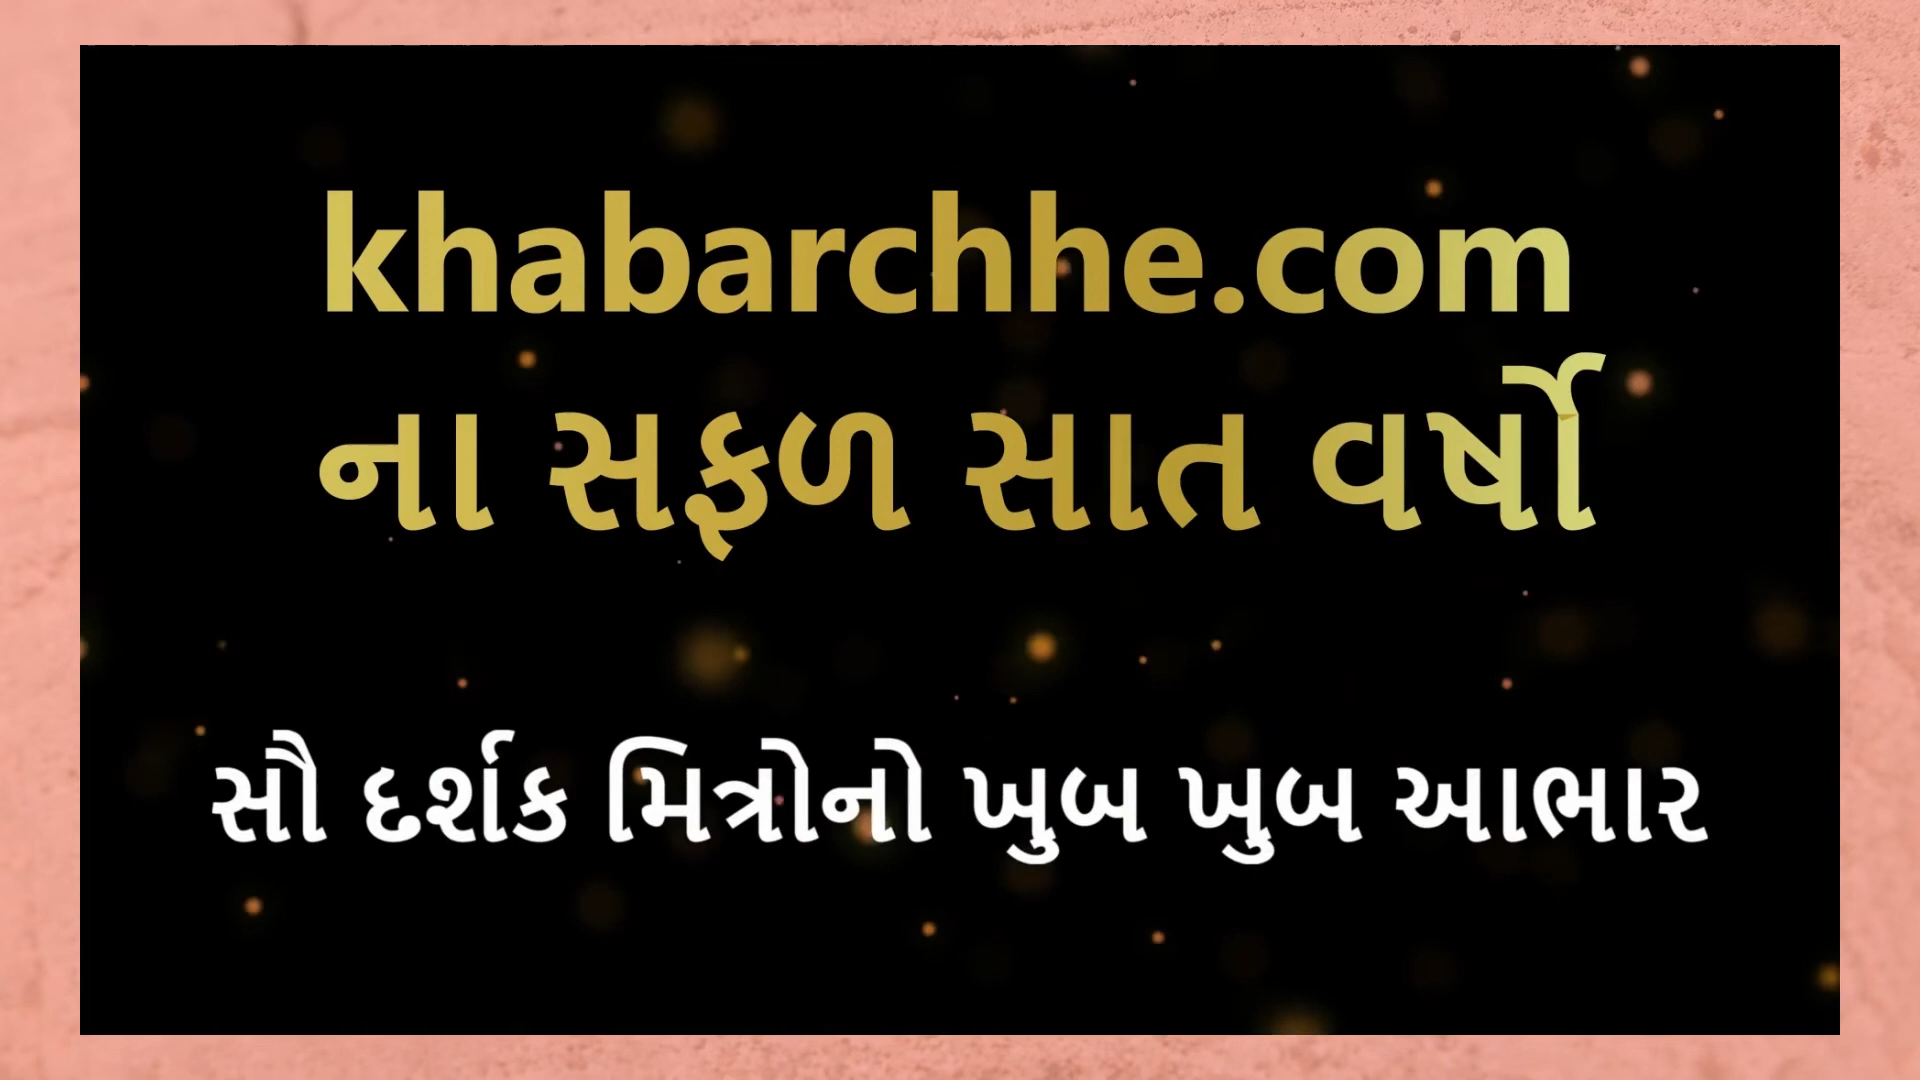 khabarchhe.com
ના સફળ સાત વર્ષો
સૌ દર્શક મિત્રોનો ખુબ ખુબ આભાર